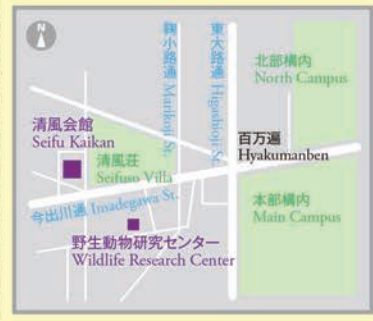 N
鞠小路通 Marikoji St.
東大路通 Higashioji St.
北部構内
North Campus
清風会館
Seifu Kaikan
清風荘
Seifuso Villa
百万遍
Hyakumanben
今出川通 Imadegawa St.
本部構内
Main Campus
野生動物研究センター
Wildlife Research Center